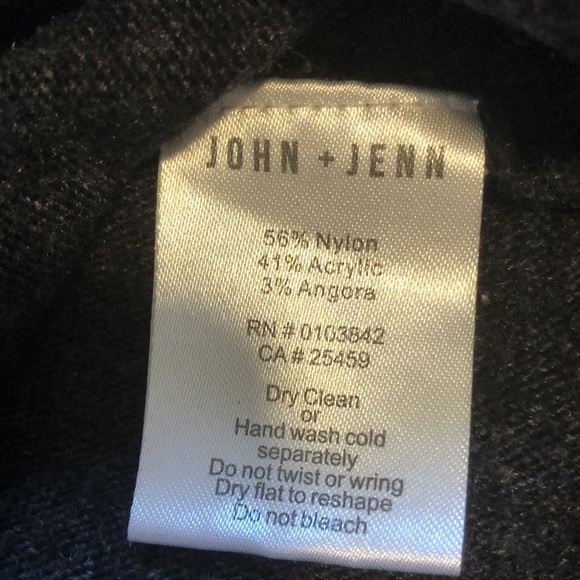 JOHN + JENN
56% Nylon
41% Acrylic
3% Angora
RN # 0103842
CA # 25459
Dry Clean
or
Hand wash cold
separately
Do not twist or wring
Dry flat to reshape
Do not bleach